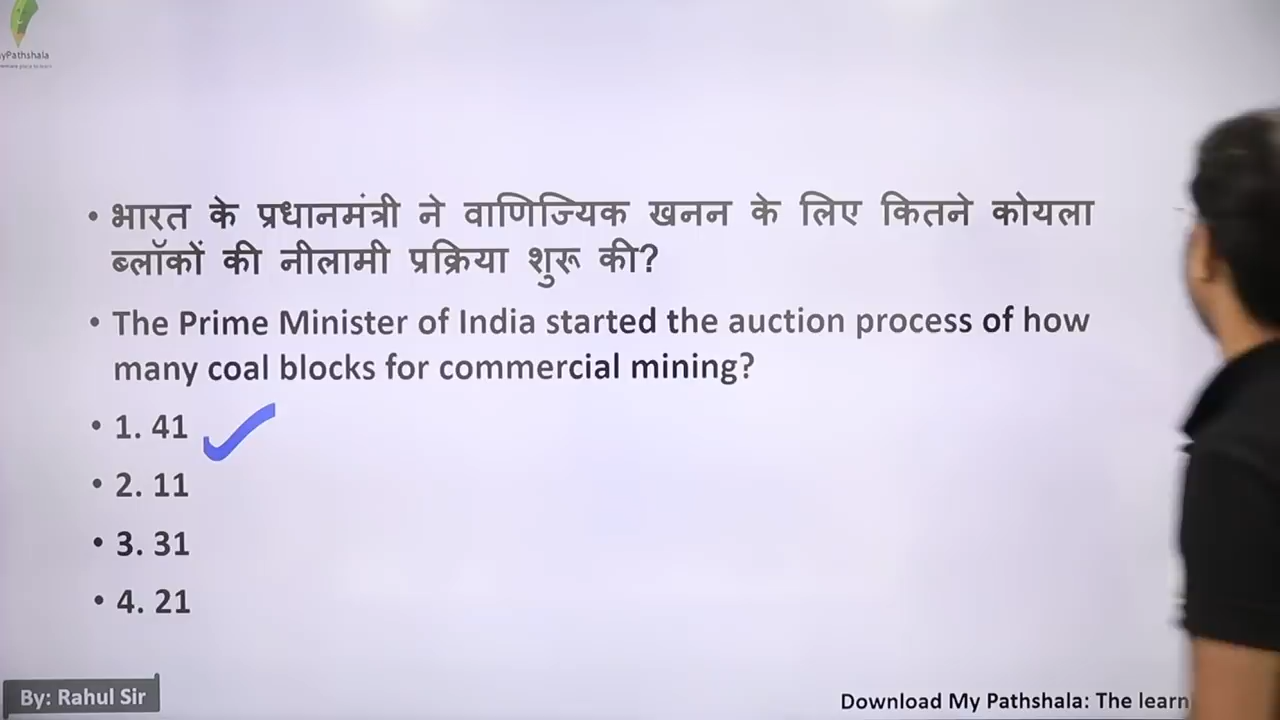 yPathshala
• भारत के प्रधानमंत्री ने वाणिज्यिक खनन के लिए कितने कोयला
ब्लॉकों की नीलामी प्रक्रिया शुरू की?
• The Prime Minister of India started the auction process of how
many coal blocks for commercial mining?
• 1. 41
• 2. 11
• 3. 31
• 4. 21
By: Rahul Sir
Download My Pathshala: The learn